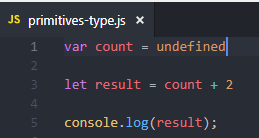 JS primitives-type.js ×
1 var count = undefined
2
3 let result = count + 2
4
5 console.log(result);